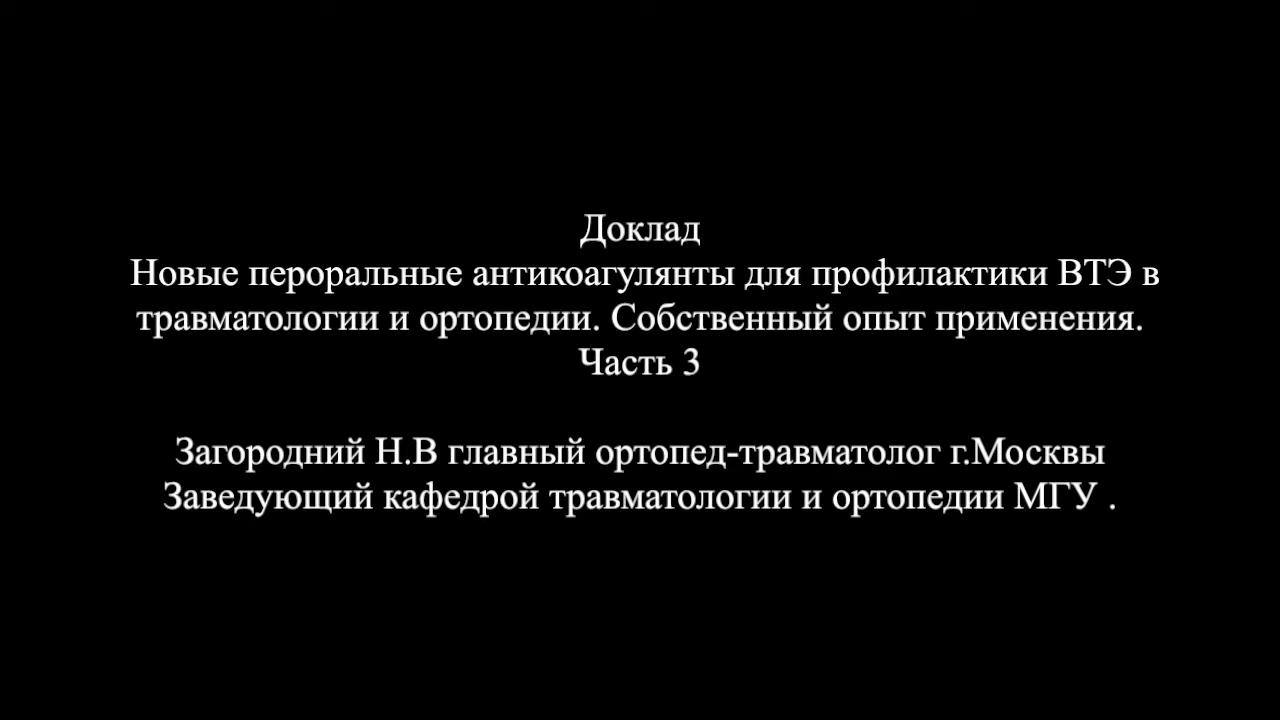 Доклад
Новые пероральные антикоагулянты для профилактики ВТЭ в
травматологии и ортопедии. Собственный опыт применения.
Часть 3
Загородний Н.В главный ортопед-травматолог г.Москвы
Заведующий кафедрой травматологии и ортопедии МГУ .